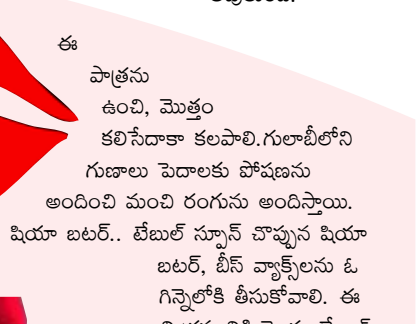 ఈ
పాత్రను
ఉంచి, మొత్తం
కలిసేదాకా కలపాలి.గులాబీలోని
గుణాలు పెదాలకు పోషణను
అందించి మంచి రంగును అందిస్తాయి.
షియా బటర్.. టేబుల్ స్పూన్ చొప్పున షియా
బటర్, బీస్ వ్యాక్స్‌లను ఓ
గిన్నెలోకి తీసుకోవాలి. ఈ